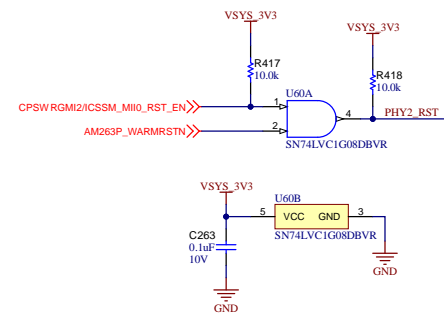 VSYS_3V3
VSYS_3V3
R417
10.0k
R418
10.0k
U60A
CPSW RGMI2/ICSSM_MII0_RST_EN
1
4
PHY2_RST
AM263P_WARMRSTN
2
SN74LVC1G08DBVR
VSYS_3V3
U60B
5
VCC GND
3
SN74LVC1G08DBVR
C263
0.1uF
10V
GND
GND